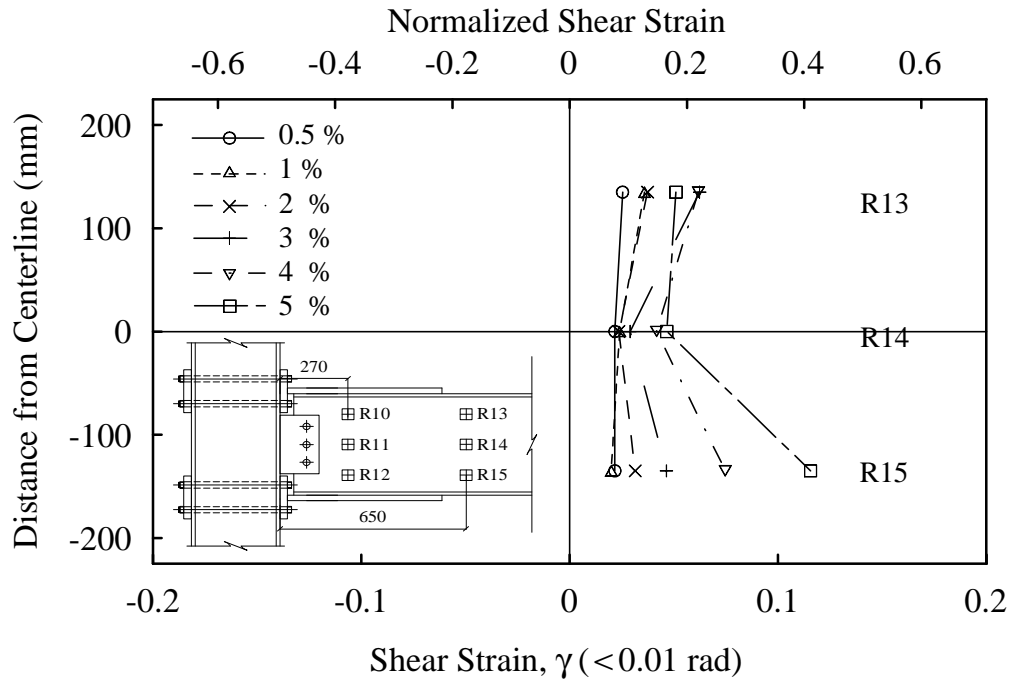 Normalized Shear Strain
-0.6 -0.4 -0.2 0 0.2 0.4 0.6
Distance from Centerline (mm)
200
100
0
-100
-200
0.5 %
1 %
2 %
3 %
4 %
5 %
R13
R14
R15
270
R10 R13
R11 R14
R12 R15
650
-0.2 -0.1 0 0.1 0.2
Shear Strain, γ (<0.01 rad)